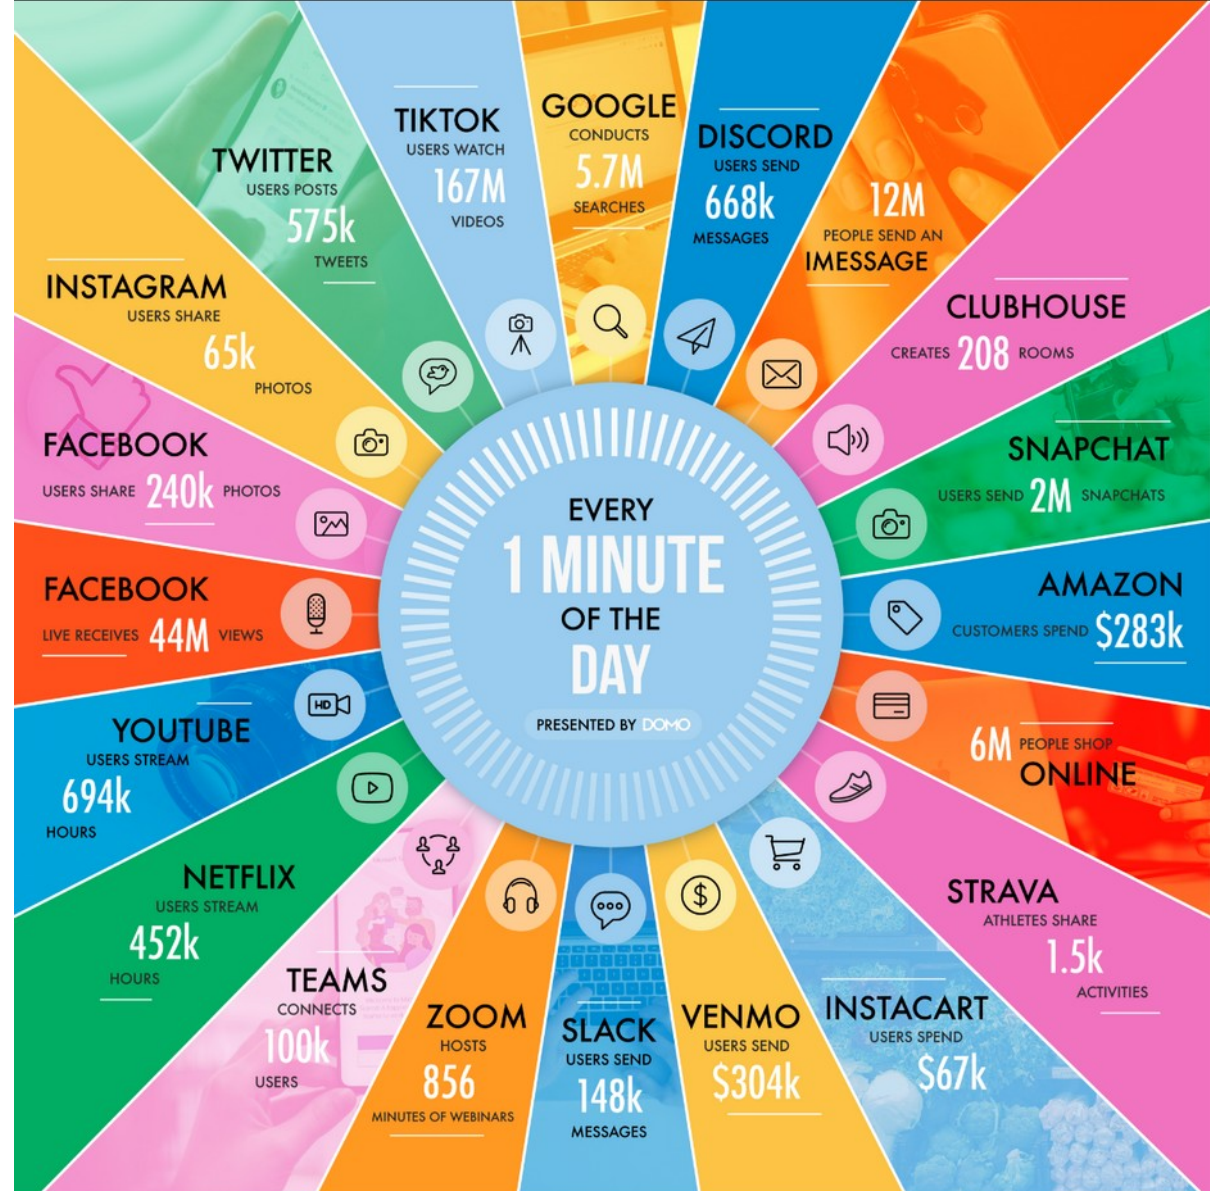 TIKTOK
USERS WATCH
167M
VIDEOS
GOOGLE
CONDUCTS
5.7M
SEARCHES
DISCORD
USERS SEND
668k
MESSAGES
12M
PEOPLE SEND AN
IMESSAGE
CLUBHOUSE
CREATES 208 ROOMS
SNAPCHAT
USERS SEND 2M SNAPCHATS
AMAZON
CUSTOMERS SPEND $283k
6M PEOPLE SHOP
ONLINE
STRAVA
ATHLETES SHARE
1.5k
ACTIVITIES
INSTACART
USERS SPEND
$67k
VENMO
USERS SEND
$304k
SLACK
USERS SEND
148k
MESSAGES
ZOOM
HOSTS
856
MINUTES OF WEBINARS
TEAMS
CONNECTS
100k
USERS
NETFLIX
USERS STREAM
452k
HOURS
YOUTUBE
USERS STREAM
694k
HOURS
HD
FACEBOOK
LIVE RECEIVES 44M VIEWS
FACEBOOK
USERS SHARE 240k PHOTOS
INSTAGRAM
USERS SHARE
65k
PHOTOS
TWITTER
USERS POSTS
575k
TWEETS
EVERY
1 MINUTE
OF THE
DAY
PRESENTED BY DOMO